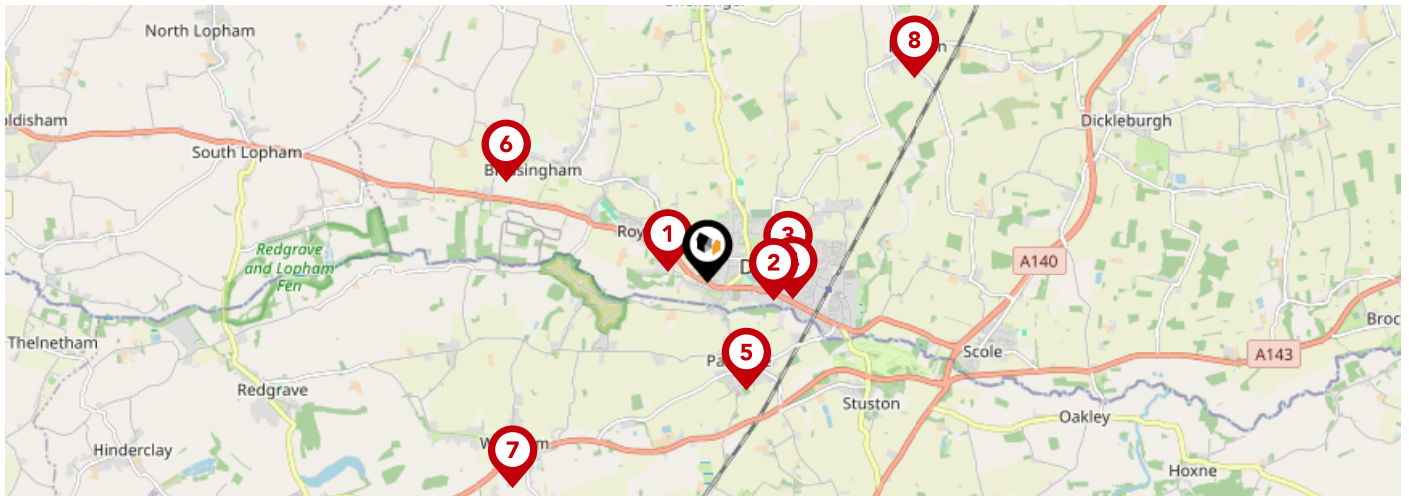 North Lopham
8
Dickleburgh
South Lopham
6
1
3
2
Redgrave
and Lopham
Fen
A140
Thelnetham
5
Scole
A143
Redgrave
Stuston
Oakley
7
Hinderclay
Hoxne